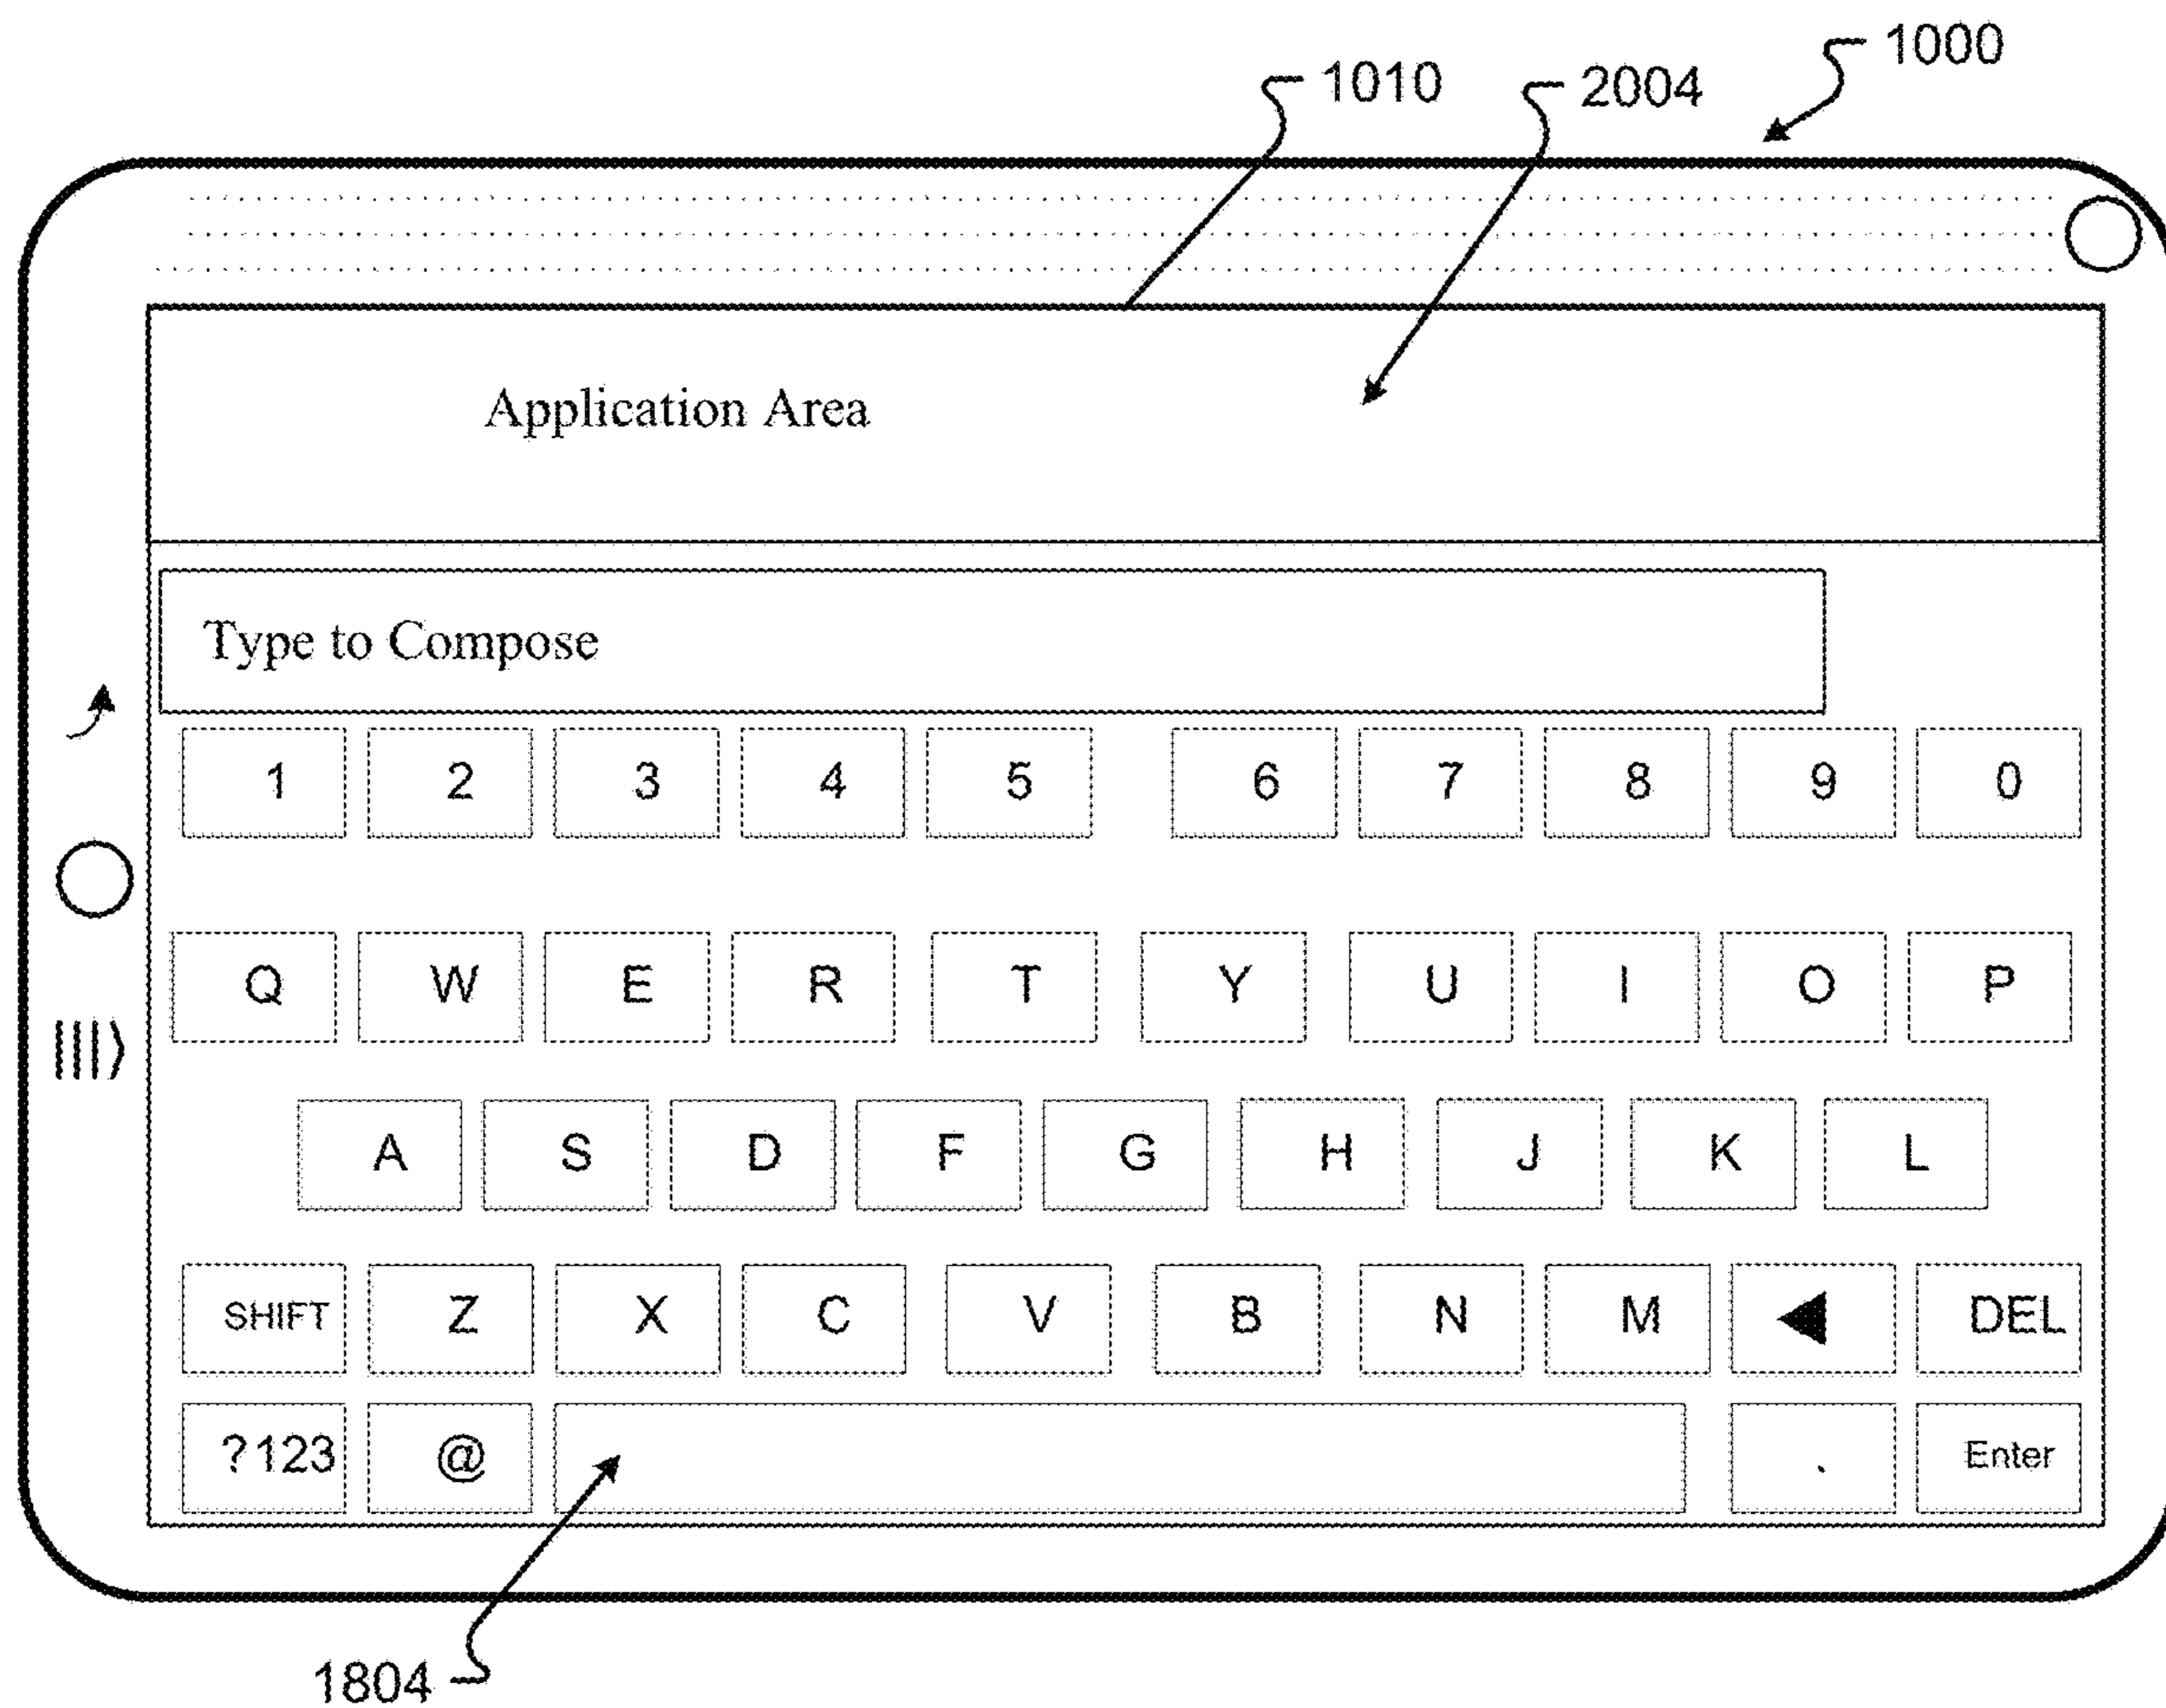 1000
1010 2004
Application Area
Type to Compose
1 2 3 4 5 6 7 8 9 0
Q W E R T Y U I O P
A S D F G H J K L
SHIFT Z X C V B N M DEL
?123 @ . Enter
1804